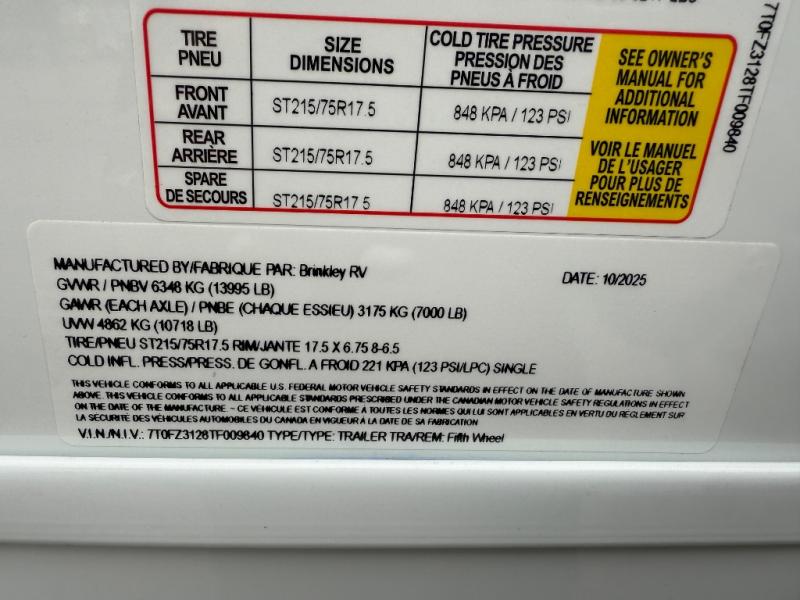 TIRE SIZE COLD TIRE PRESSURE
PNEU DIMENSIONS PRESSION DES
PNEUS À FROID
FRONT
AVANT ST215/75R17.5 848 KPA / 123 PSI
REAR
ARRIÈRE ST215/75R17.5 848 KPA / 123 PSI
SPARE
DE SECOURS ST215/75R17.5 848 KPA / 123 PSI
SEE OWNER'S
MANUAL FOR
ADDITIONAL
INFORMATION
VOIR LE MANUEL
DE L'USAGER
POUR PLUS DE
RENSEIGNEMENTS
7T0FZ3128TF009840
MANUFACTURED BY/FABRIQUE PAR: Brinkley RV DATE: 10/2025
GVWR / PNBV 6348 KG (13995 LB)
GAWR (EACH AXLE) / PNBE (CHAQUE ESSIEU) 3175 KG (7000 LB)
UVW 4862 KG (10718 LB)
TIRE/PNEU ST215/75R17.5 RIM/JANTE 17.5 X 6.75 8-6.5
COLD INFL. PRESS/PRESS. DE GONFL. A FROID 221 KPA (123 PSI/LPC) SINGLE
THIS VEHICLE CONFORMS TO ALL APPLICABLE U.S. FEDERAL MOTOR VEHICLE SAFETY STANDARDS IN EFFECT ON THE DATE OF MANUFACTURE SHOWN
ABOVE. THIS VEHICLE CONFORMS TO ALL APPLICABLE STANDARDS PRESCRIBED UNDER THE CANADIAN MOTOR VEHICLE SAFETY REGULATIONS IN EFFECT
ON THE DATE OF THE MANUFACTURE. - CE VEHICULE EST CONFORME A TOUTES LES NORMES QUI LUI SONT APPLICABLES EN VERTU DU REGLEMENT SUR
LA SÉCURITÉ DES VÉHICULES AUTOMOBILES DU CANADA EN VIGUEUR A LA DATE DE SA FABRICATION
V.I.N./N.I.V.: 7T0FZ3128TF009840 TYPE/TYPE: TRAILER TRA/REM: Fifth Wheel